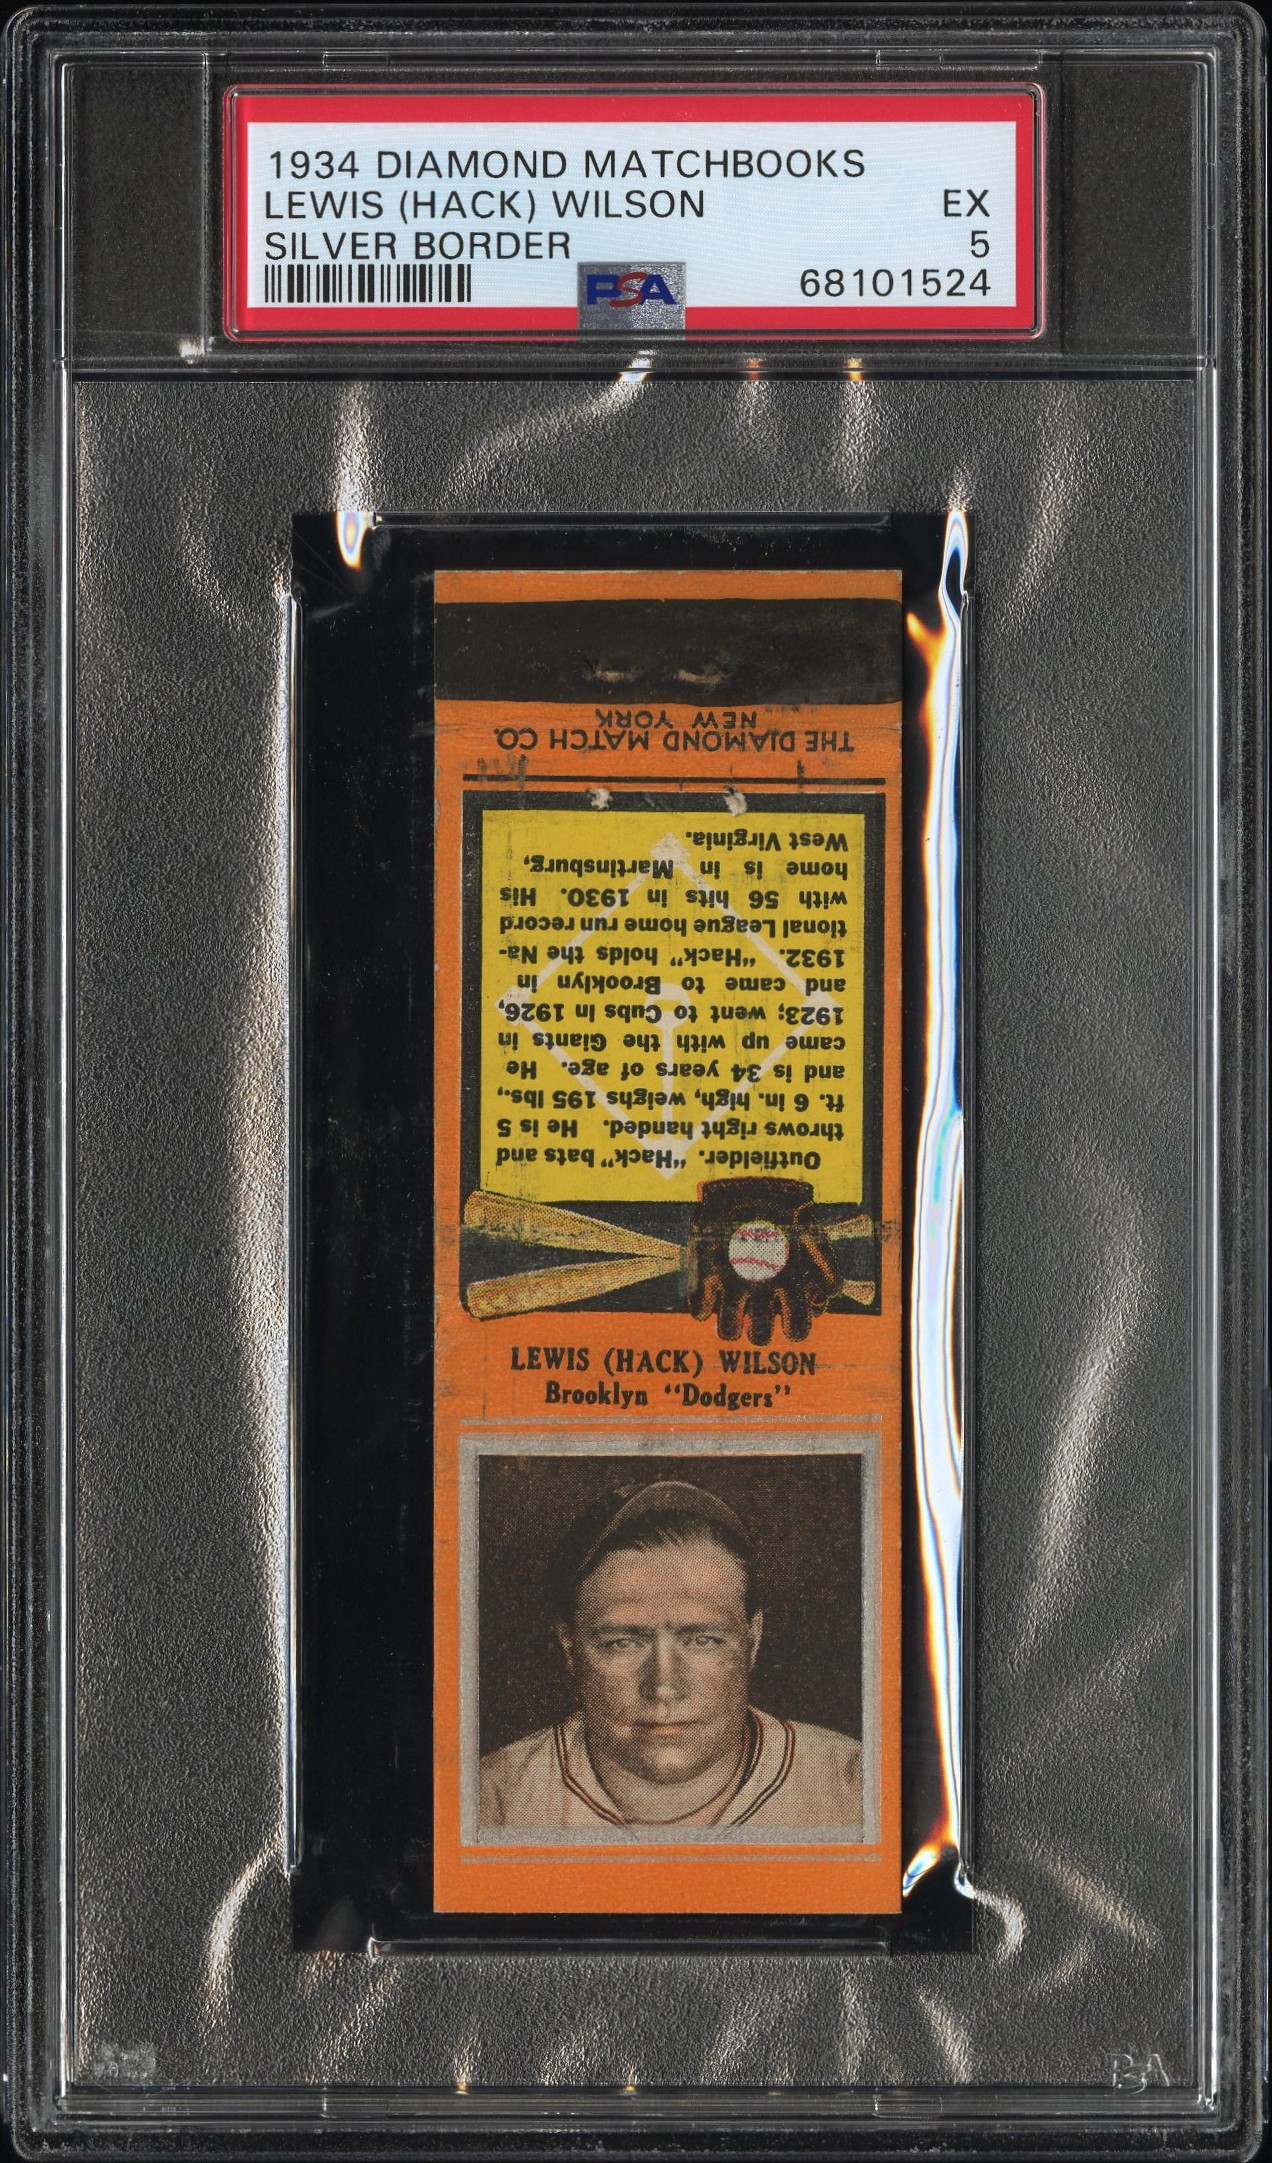 1934 DIAMOND MATCHBOOKS
LEWIS (HACK) WILSON EX
SILVER BORDER 5
PSA 68101524
THE DIAMOND MATCH CO.
NEW YORK
Outfielder. "Hack" bats and
throws right handed. He is 5
ft. 6 in. high, weighs 195 lbs.,
and is 34 years of age. He
came up with the Giants in
1923; went to Cubs in 1926,
and came to Brooklyn in
1932. "Hack" holds the Na-
tional League home run record
with 56 hits in 1930. His
home is in Martinsburg,
West Virginia.
LEWIS (HACK) WILSON
Brooklyn "Dodgers"
PSA